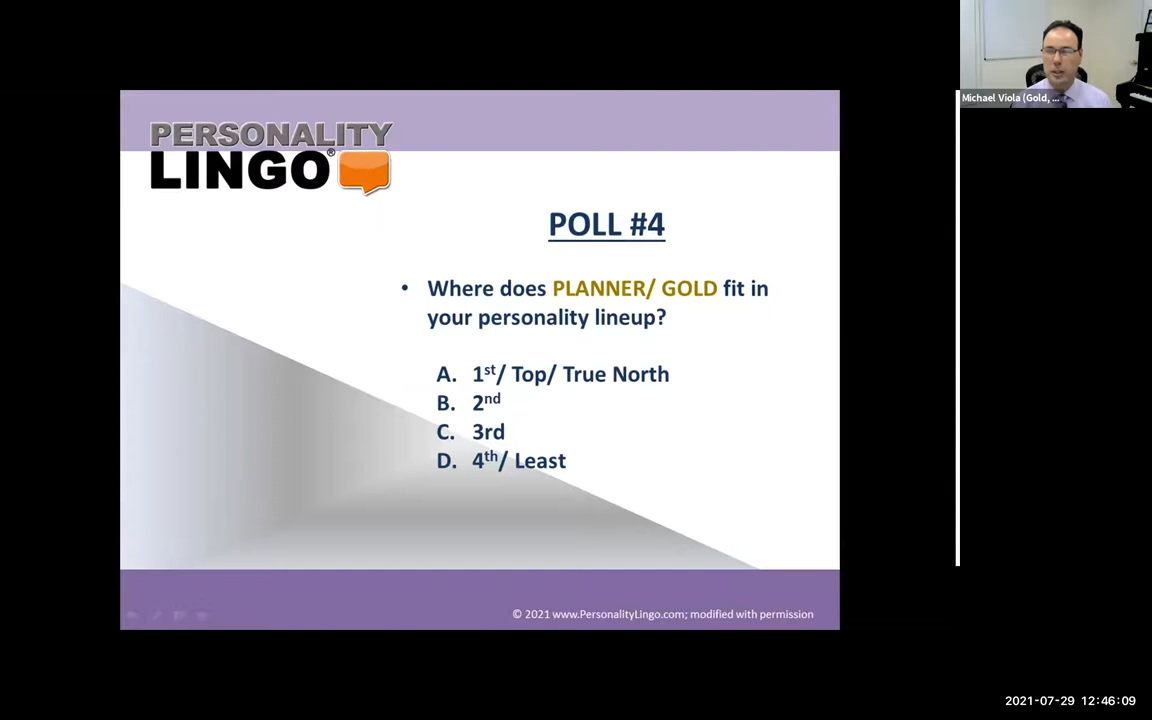 Michael Viola (Gold, ...
PERSONALITY
LINGO®
POLL #4
• Where does PLANNER/ GOLD fit in
your personality lineup?
A. 1st/ Top/ True North
B. 2nd
C. 3rd
D. 4th/ Least
© 2021 www.PersonalityLingo.com; modified with permission
2021-07-29 12:46:09